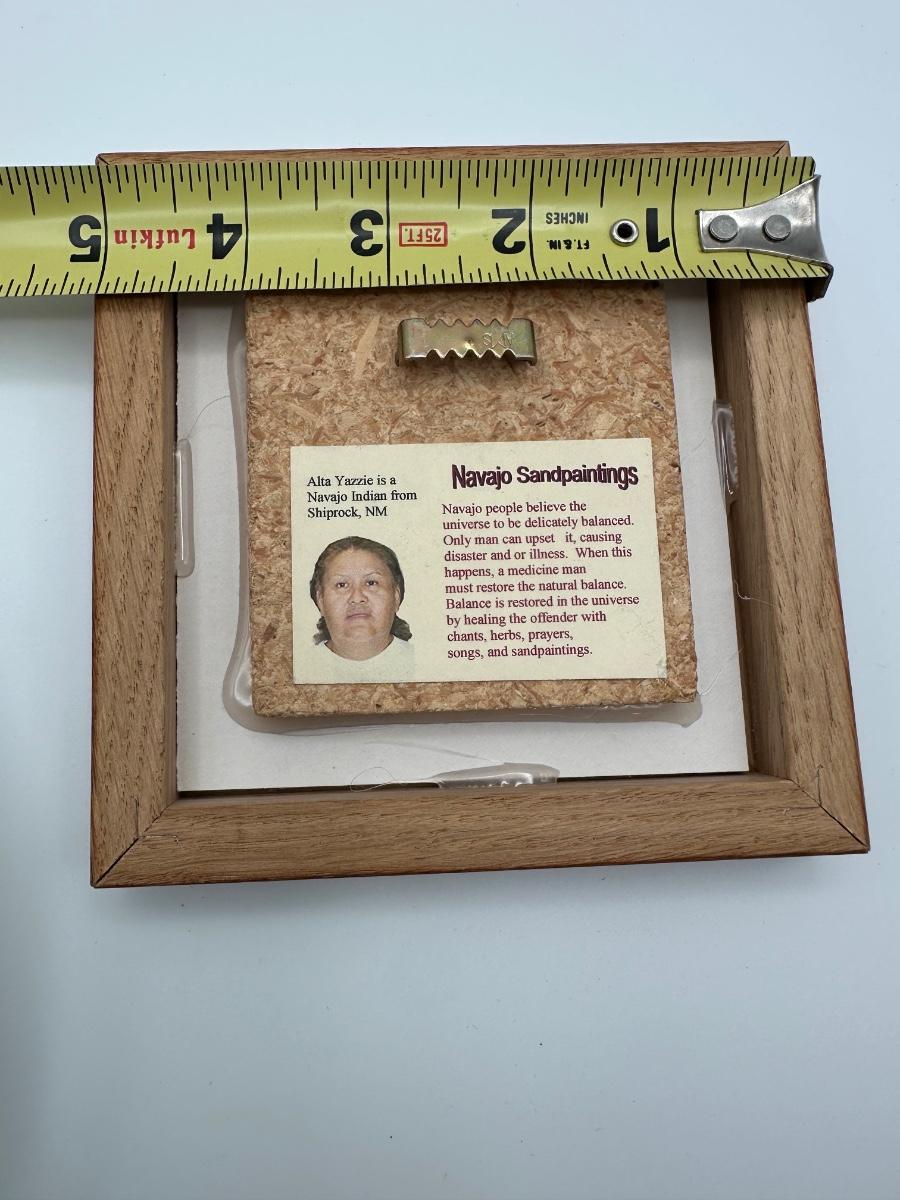 5 Lufkin 4 3 25FT. 2 FT. & IN. INCHES 1
Alta Yazzie is a
Navajo Indian from
Shiprock, NM
Navajo Sandpaintings
Navajo people believe the
universe to be delicately balanced.
Only man can upset it, causing
disaster and or illness. When this
happens, a medicine man
must restore the natural balance.
Balance is restored in the universe
by healing the offender with
chants, herbs, prayers,
songs, and sandpaintings.